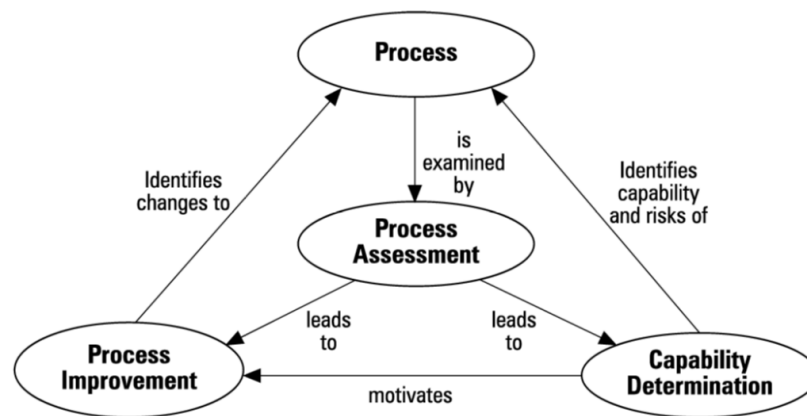 Process
is
examined
by
Identifies
changes to
Identifies
capability
and risks of
Process
Assessment
leads
to
leads
to
Process
Improvement
Capability
Determination
motivates